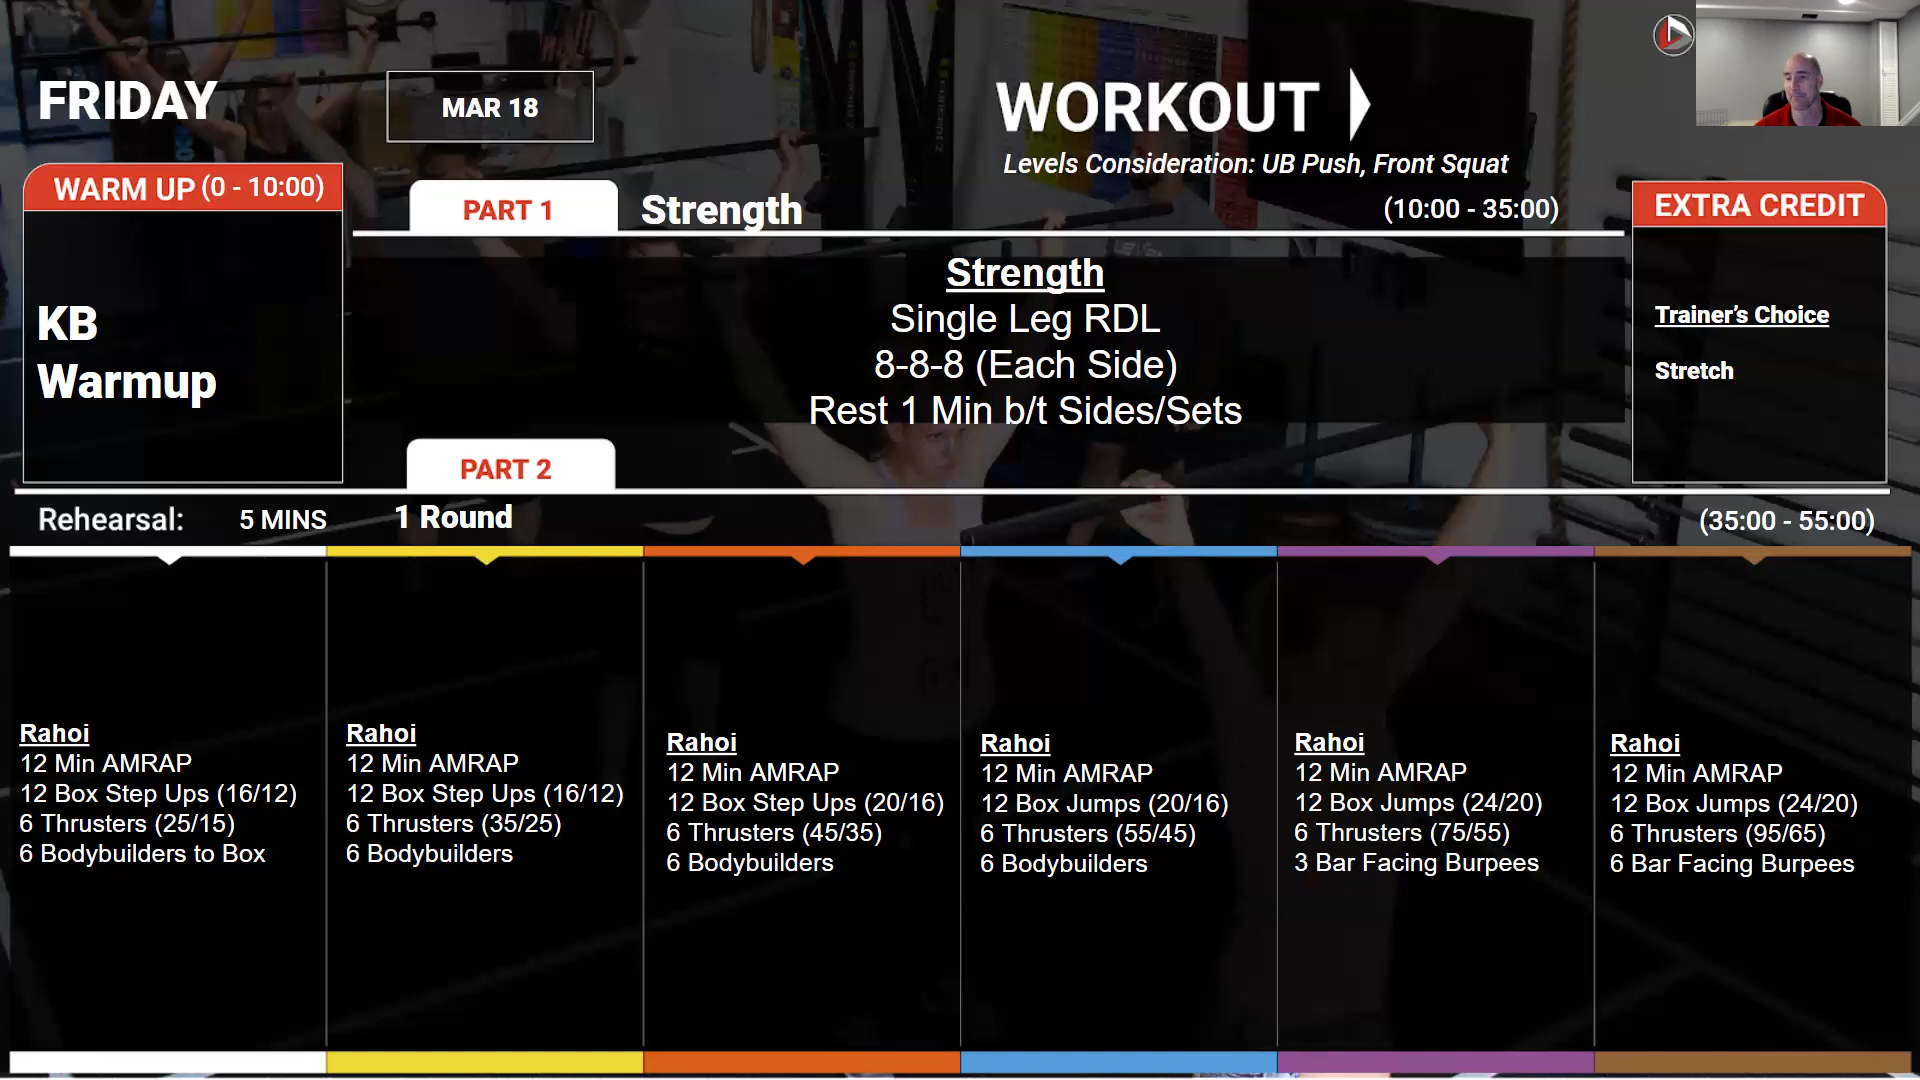 FRIDAY
MAR 18
WORKOUT
Levels Consideration: UB Push, Front Squat
WARM UP (0 - 10:00)
KB
Warmup
PART 1
Strength
(10:00 - 35:00)
Strength
Single Leg RDL
8-8-8 (Each Side)
Rest 1 Min b/t Sides/Sets
EXTRA CREDIT
Trainer's Choice
Stretch
PART 2
Rehearsal: 5 MINS
1 Round
(35:00 - 55:00)
Rahoi
12 Min AMRAP
12 Box Step Ups (16/12)
6 Thrusters (25/15)
6 Bodybuilders to Box
Rahoi
12 Min AMRAP
12 Box Step Ups (16/12)
6 Thrusters (35/25)
6 Bodybuilders
Rahoi
12 Min AMRAP
12 Box Step Ups (20/16)
6 Thrusters (45/35)
6 Bodybuilders
Rahoi
12 Min AMRAP
12 Box Jumps (20/16)
6 Thrusters (55/45)
6 Bodybuilders
Rahoi
12 Min AMRAP
12 Box Jumps (24/20)
6 Thrusters (75/55)
3 Bar Facing Burpees
Rahoi
12 Min AMRAP
12 Box Jumps (24/20)
6 Thrusters (95/65)
6 Bar Facing Burpees